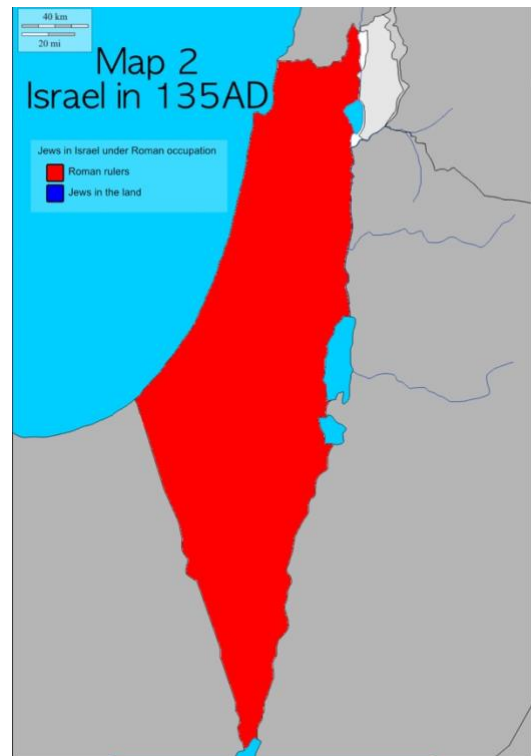 40 km
20 mi
Map 2
Israel in 135AD
Jews in Israel under Roman occupation
Roman rulers
Jews in the land